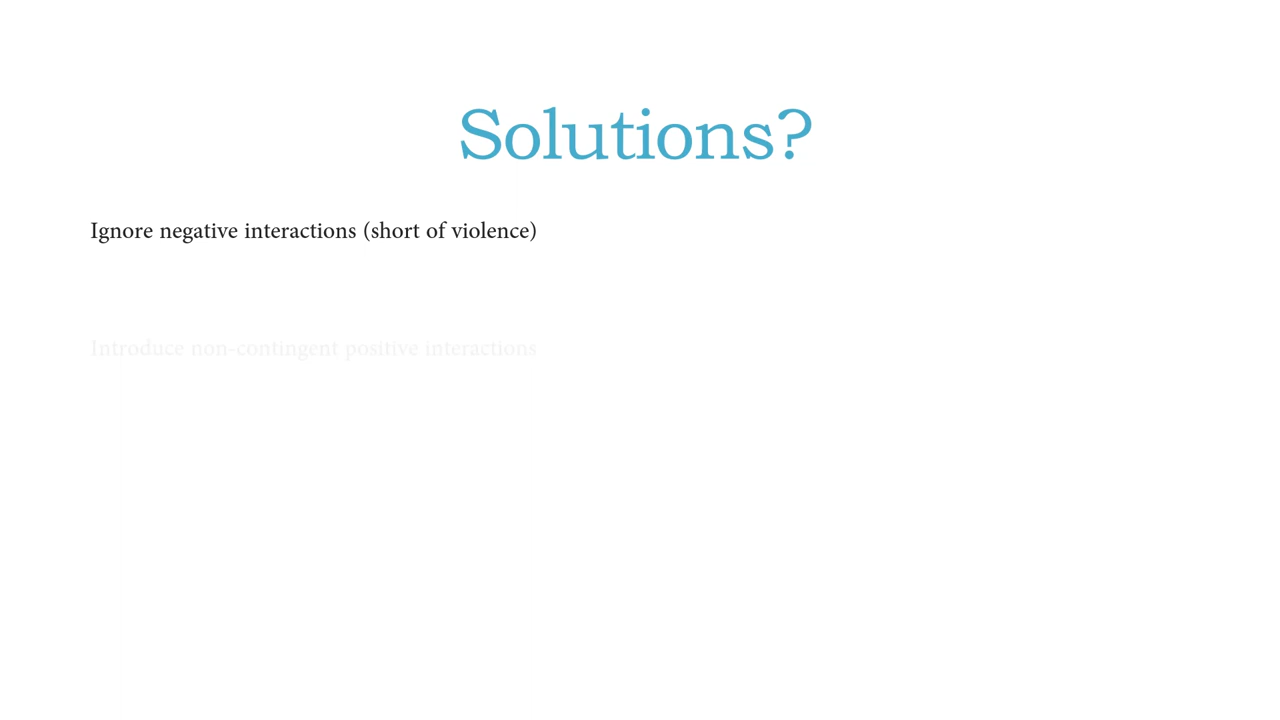 Solutions?
Ignore negative interactions (short of violence)
Introduce non-contingent positive interactions